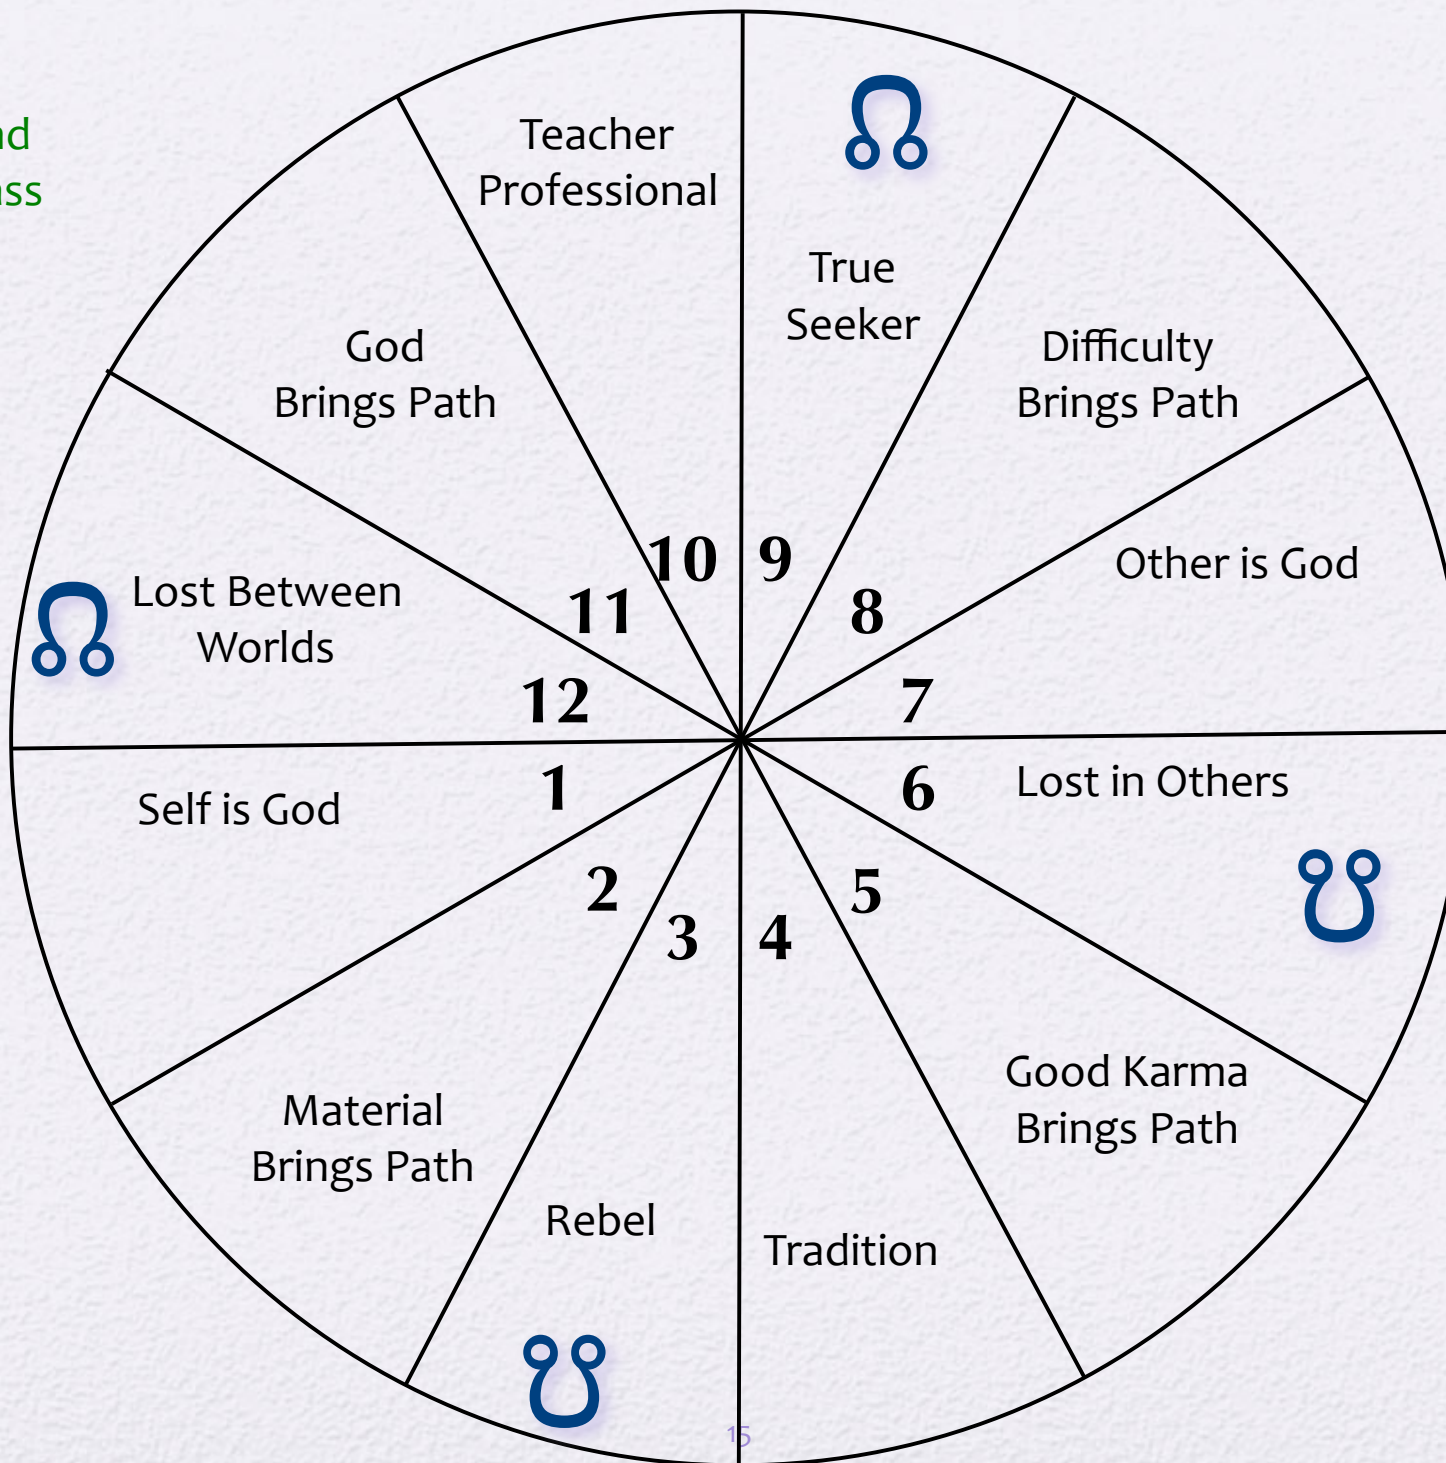 Teacher
Professional
True
Seeker
God
Brings Path
Difficulty
Brings Path
Lost Between
Worlds
Other is God
10
9
11
8
12
7
1
6
Self is God
Lost in Others
2
5
3
4
Material
Brings Path
Good Karma
Brings Path
Rebel
Tradition
15